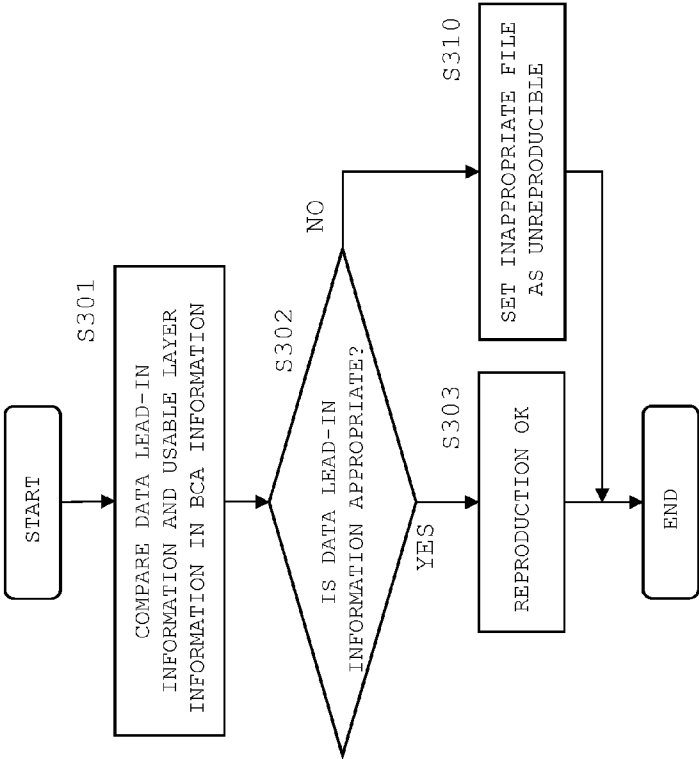 START
S301
COMPARE DATA LEAD-IN
INFORMATION AND USABLE LAYER
INFORMATION IN BCA INFORMATION
S302
IS DATA LEAD-IN
INFORMATION APPROPRIATE?
NO
YES
S303
REPRODUCTION OK
S310
SET INAPPROPRIATE FILE
AS UNREPRODUCIBLE
END